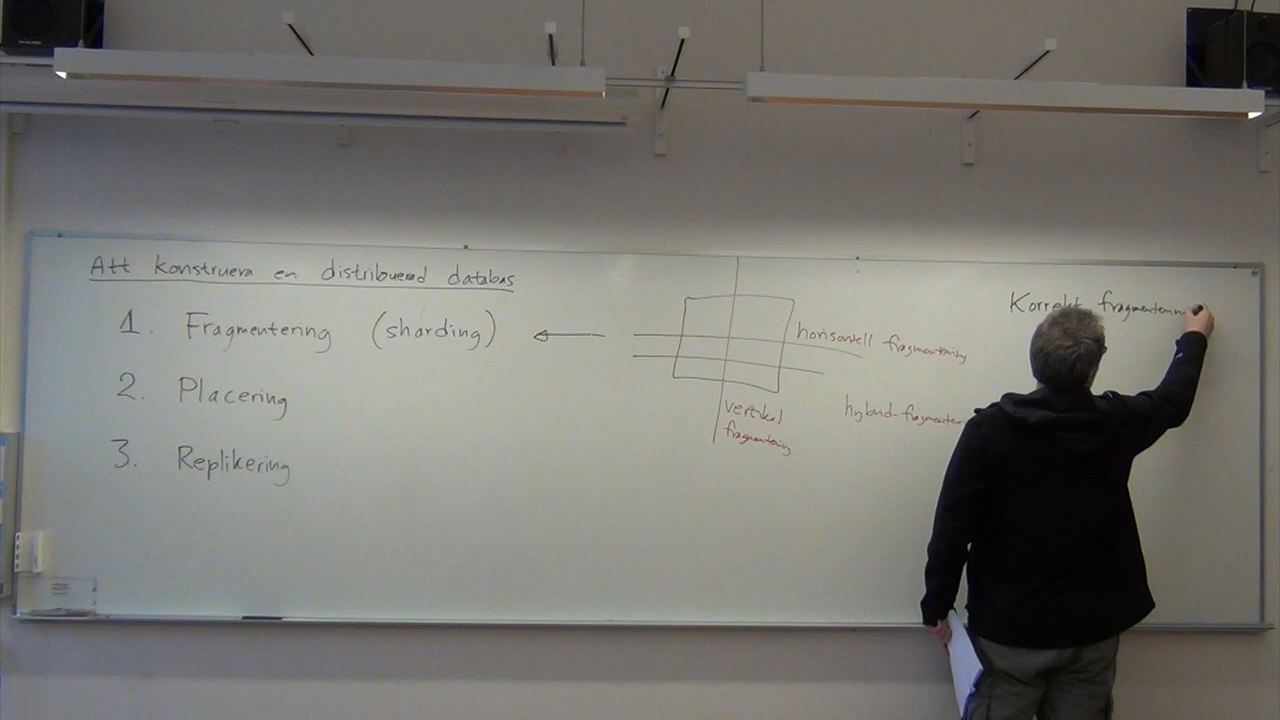 Att konstruera en distribuerad databas
1. Fragmentering (sharding)
2. Placering
3. Replikering
horisontell fragmentering
vertikal
fragmentering
hybrid-fragmenter
Korrekt fragmentering